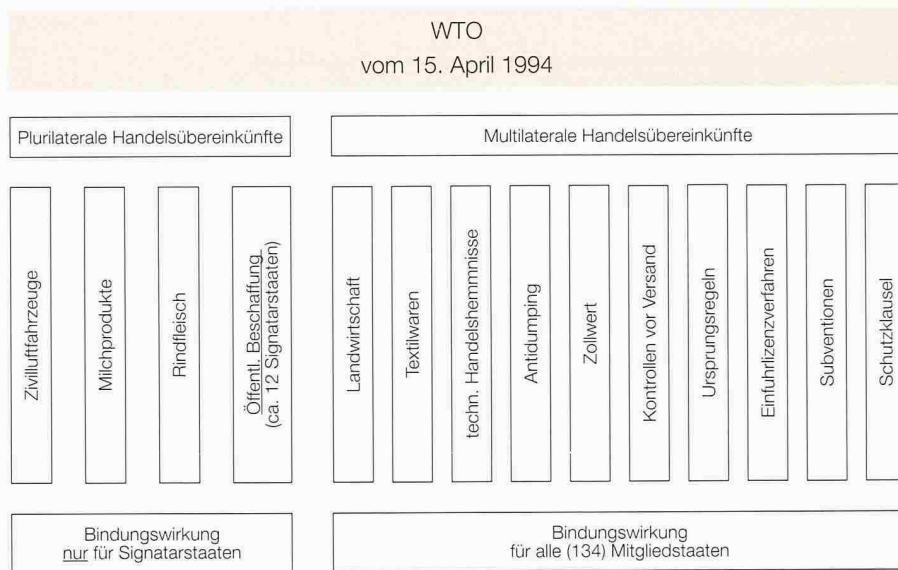 WTO
vom 15. April 1994
Plurilaterale Handelsübereinkünfte
Multilaterale Handelsübereinkünfte
Zivilluftfahrzeuge
Milchprodukte
Rindfleisch
Öffentl. Beschaffung
(ca. 12 Signatarstaaten)
Landwirtschaft
Textilwaren
techn. Handelshemmnisse
Antidumping
Zollwert
Kontrollen vor Versand
Ursprungsregeln
Einfuhrlizenzverfahren
Subventionen
Schutzklausel
Bindungswirkung
nur für Signatarstaaten
Bindungswirkung
für alle (134) Mitgliedstaaten